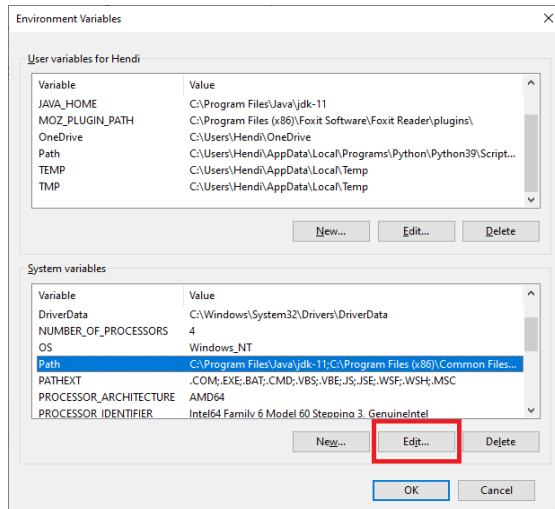 Environment Variables
User variables for Hendi
Variable Value
JAVA_HOME C:\Program Files\Java\jdk-11
MOZ_PLUGIN_PATH C:\Program Files (x86)\Foxit Software\Foxit Reader\plugins\
OneDrive C:\Users\Hendi\OneDrive
Path C:\Users\Hendi\AppData\Local\Programs\Python\Python39\Script...
TEMP C:\Users\Hendi\AppData\Local\Temp
TMP C:\Users\Hendi\AppData\Local\Temp
New... Edit... Delete
System variables
Variable Value
DriverData C:\Windows\System32\Drivers\DriverData
NUMBER_OF_PROCESSORS 4
OS Windows_NT
Path C:\Program Files\Java\jdk-11;C:\Program Files (x86)\Common Files...
PATHEXT .COM;.EXE;.BAT;.CMD;.VBS;.VBE;.JS;.JSE;.WSF;.WSH;.MSC
PROCESSOR_ARCHITECTURE AMD64
PROCESSOR_IDENTIFIER Intel64 Family 6 Model 60 Stepping 3, GenuineIntel
New... Edit... Delete
OK Cancel